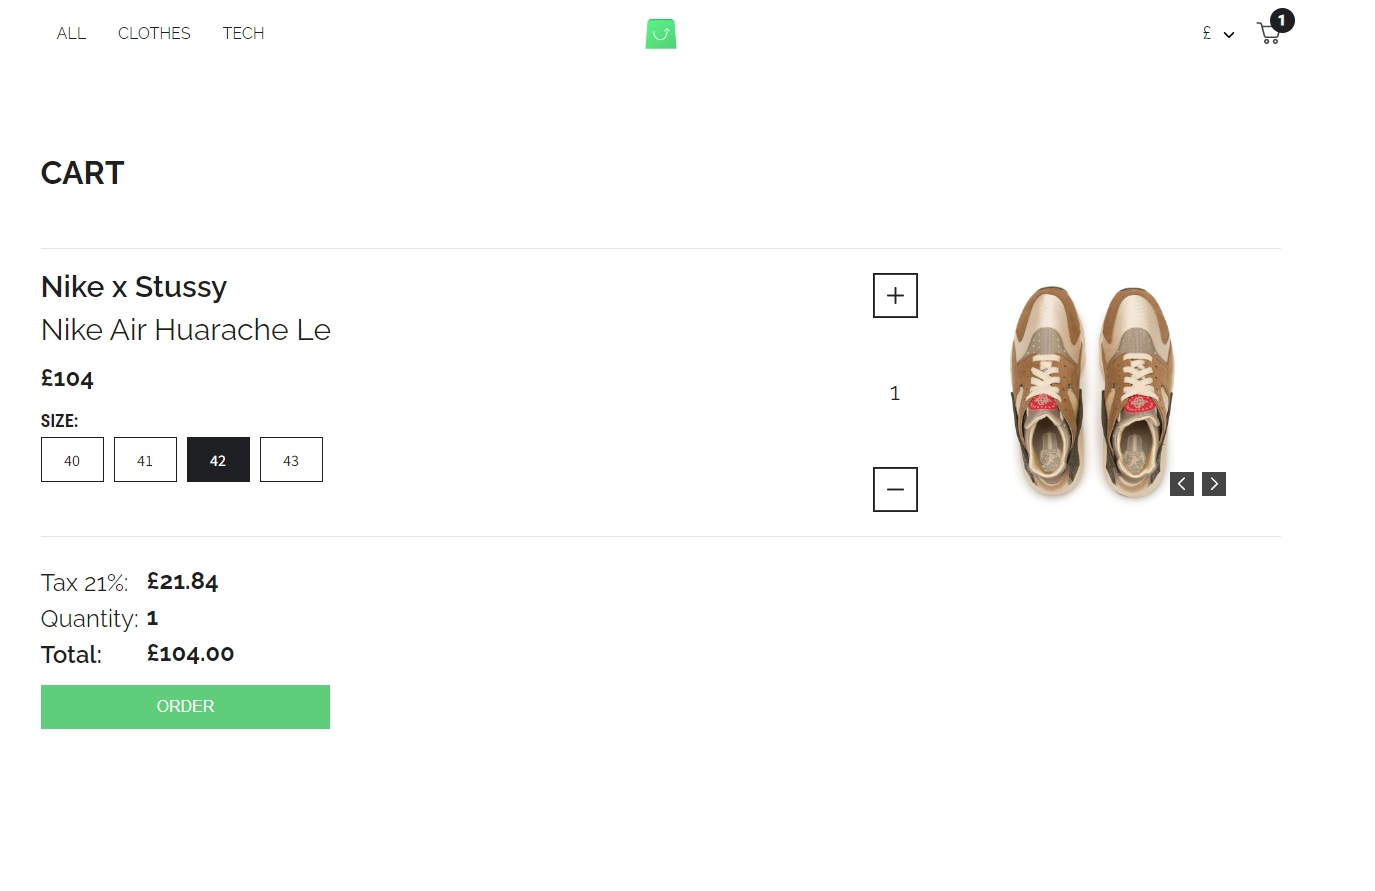 ALL CLOTHES TECH £ 1
CART
Nike x Stussy
Nike Air Huarache Le
£104
SIZE:
40 41 42 43
1
Tax 21%: £21.84
Quantity: 1
Total: £104.00
ORDER